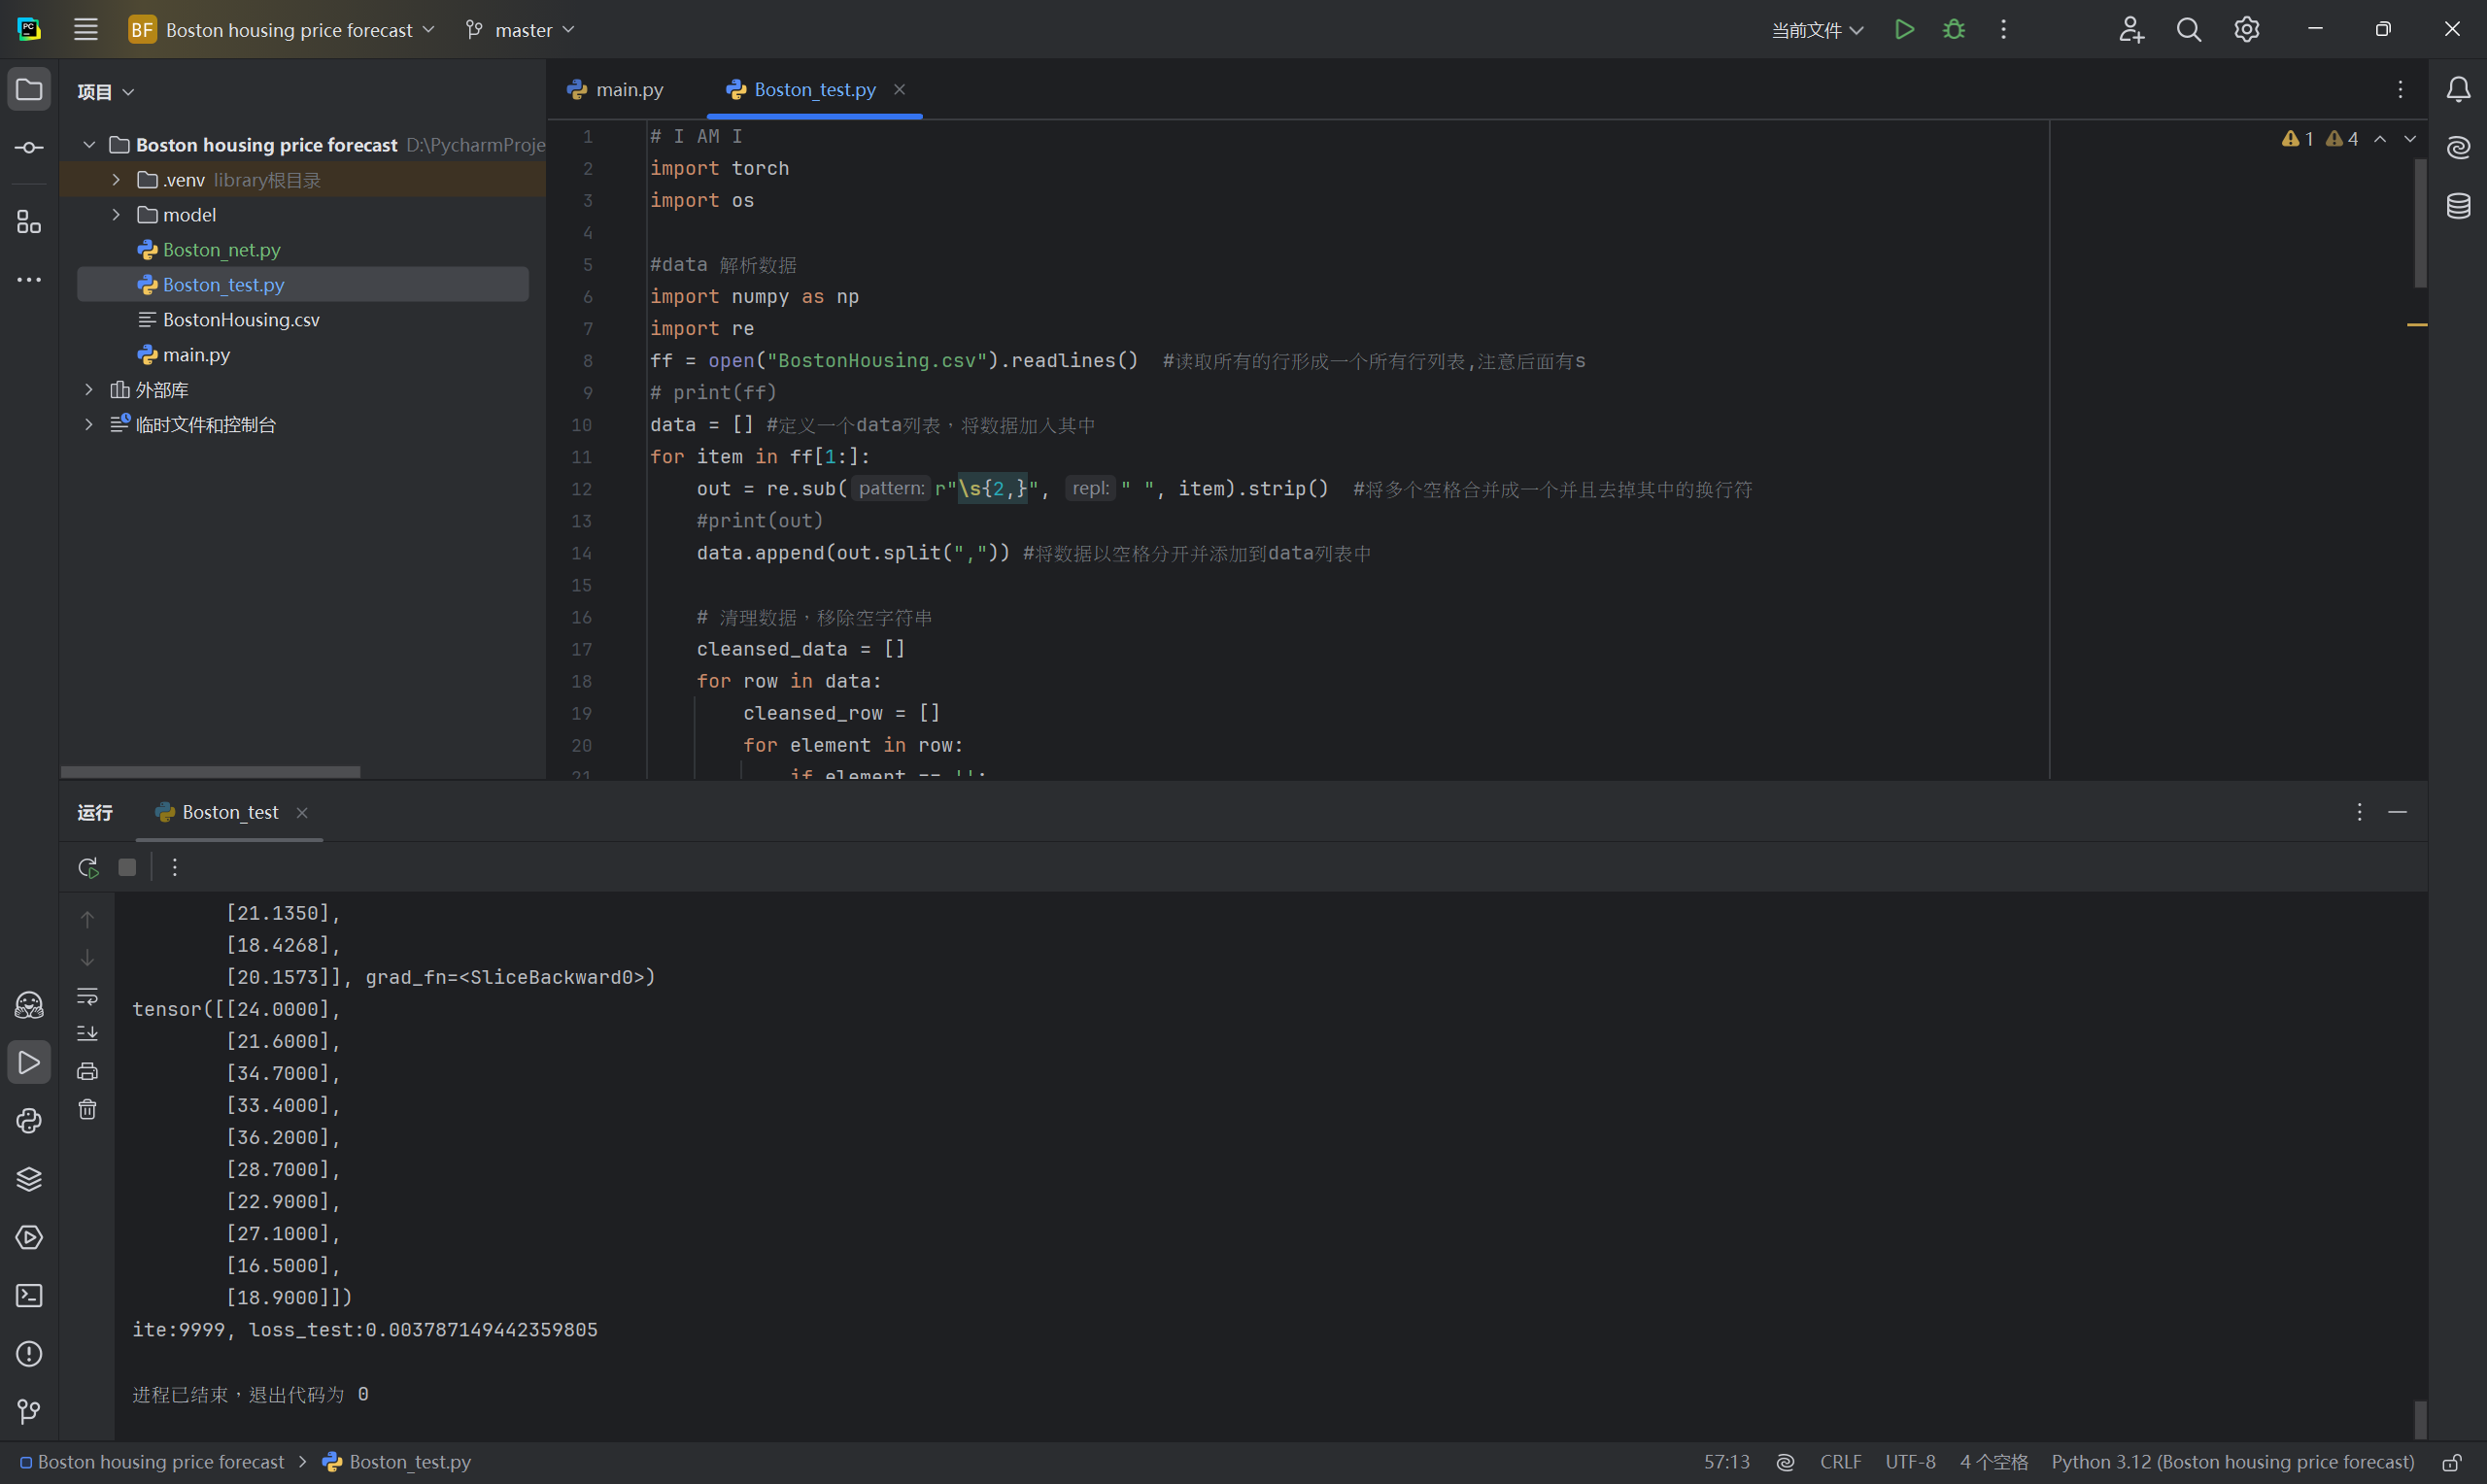 PC
BF Boston housing price forecast
master
当前文件
项目
Boston housing price forecast D:\PycharmProje
.venv library根目录
model
Boston_net.py
Boston_test.py
BostonHousing.csv
main.py
外部库
临时文件和控制台
main.py
Boston_test.py
1 4
1 # I AM I
2 import torch
3 import os
4
5 #data 解析数据
6 import numpy as np
7 import re
8 ff = open("BostonHousing.csv").readlines()  #读取所有的行形成一个所有行列表,注意后面有s
9 # print(ff)
10 data = [] #定义一个data列表，将数据加入其中
11 for item in ff[1:]:
12     out = re.sub( pattern: r"\s{2,}", repl: " ", item).strip()  #将多个空格合并成一个并且去掉其中的换行符
13     #print(out)
14     data.append(out.split(",")) #将数据以空格分开并添加到data列表中
15
16     # 清理数据，移除空字符串
17     cleansed_data = []
18     for row in data:
19         cleansed_row = []
20         for element in row:
21             if element == '':
运行
Boston_test
[21.1350],
[18.4268],
[20.1573]], grad_fn=<SliceBackward0>)
tensor([[24.0000],
[21.6000],
[34.7000],
[33.4000],
[36.2000],
[28.7000],
[22.9000],
[27.1000],
[16.5000],
[18.9000]])
ite:9999, loss_test:0.003787149442359805
进程已结束，退出代码为 0
Boston housing price forecast > Boston_test.py
57:13 CRLF UTF-8 4 个空格 Python 3.12 (Boston housing price forecast)